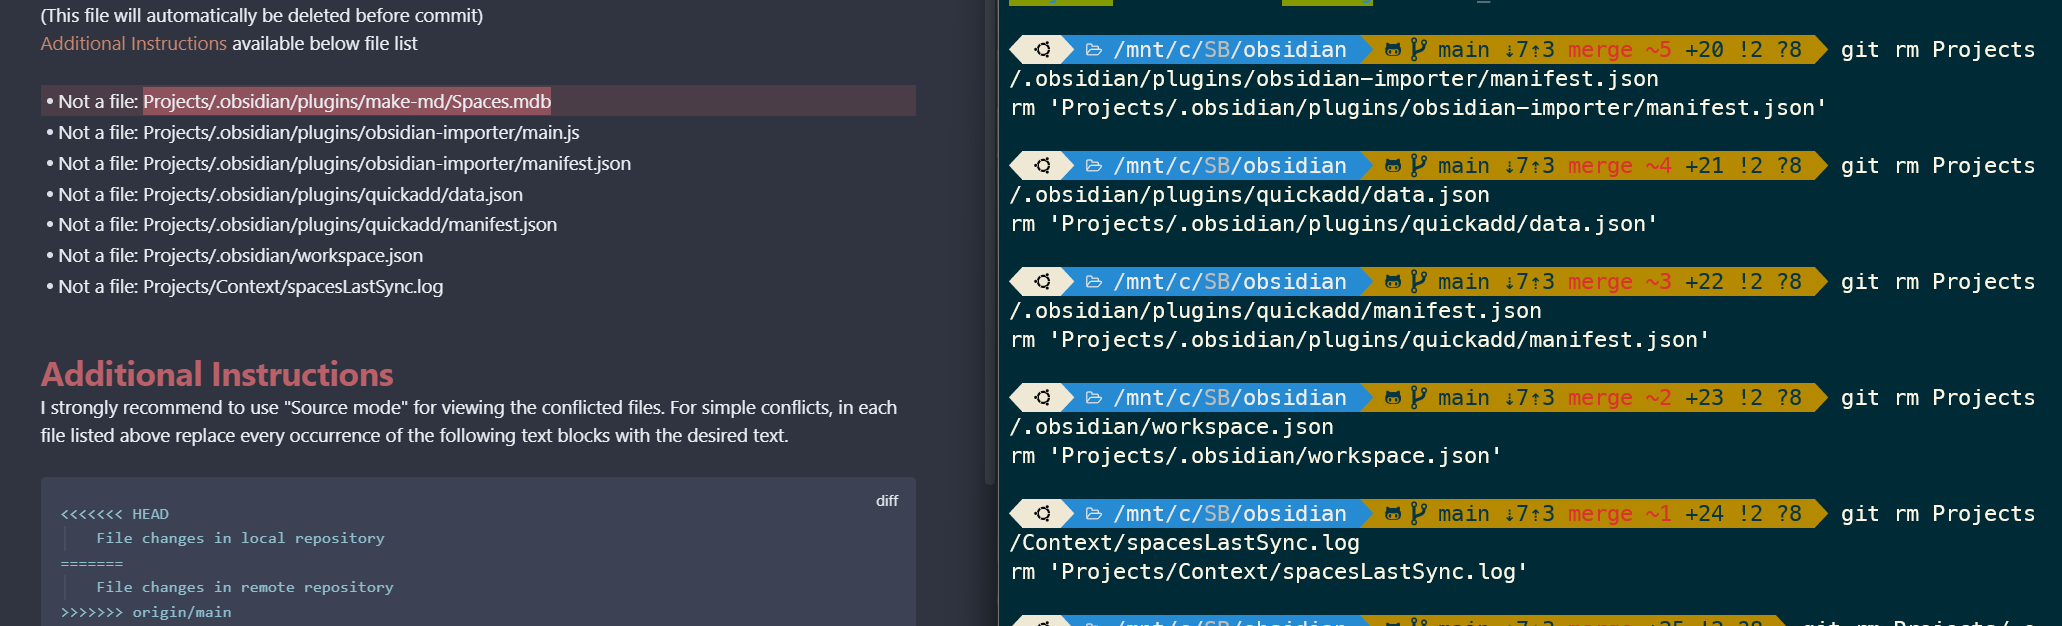 (This file will automatically be deleted before commit)
Additional Instructions available below file list
• Not a file: Projects/.obsidian/plugins/make-md/Spaces.mdb
• Not a file: Projects/.obsidian/plugins/obsidian-importer/main.js
• Not a file: Projects/.obsidian/plugins/obsidian-importer/manifest.json
• Not a file: Projects/.obsidian/plugins/quickadd/data.json
• Not a file: Projects/.obsidian/plugins/quickadd/manifest.json
• Not a file: Projects/.obsidian/workspace.json
• Not a file: Projects/Context/spacesLastSync.log
Additional Instructions
I strongly recommend to use "Source mode" for viewing the conflicted files. For simple conflicts, in each
file listed above replace every occurrence of the following text blocks with the desired text.
diff
<<<<<<< HEAD
File changes in local repository
=======
File changes in remote repository
>>>>>>> origin/main
/mnt/c/SB/obsidian main ↓7↑3 merge ~5 +20 !2 ?8 git rm Projects
/.obsidian/plugins/obsidian-importer/manifest.json
rm 'Projects/.obsidian/plugins/obsidian-importer/manifest.json'
/mnt/c/SB/obsidian main ↓7↑3 merge ~4 +21 !2 ?8 git rm Projects
/.obsidian/plugins/quickadd/data.json
rm 'Projects/.obsidian/plugins/quickadd/data.json'
/mnt/c/SB/obsidian main ↓7↑3 merge ~3 +22 !2 ?8 git rm Projects
/.obsidian/plugins/quickadd/manifest.json
rm 'Projects/.obsidian/plugins/quickadd/manifest.json'
/mnt/c/SB/obsidian main ↓7↑3 merge ~2 +23 !2 ?8 git rm Projects
/.obsidian/workspace.json
rm 'Projects/.obsidian/workspace.json'
/mnt/c/SB/obsidian main ↓7↑3 merge ~1 +24 !2 ?8 git rm Projects
/Context/spacesLastSync.log
rm 'Projects/Context/spacesLastSync.log'